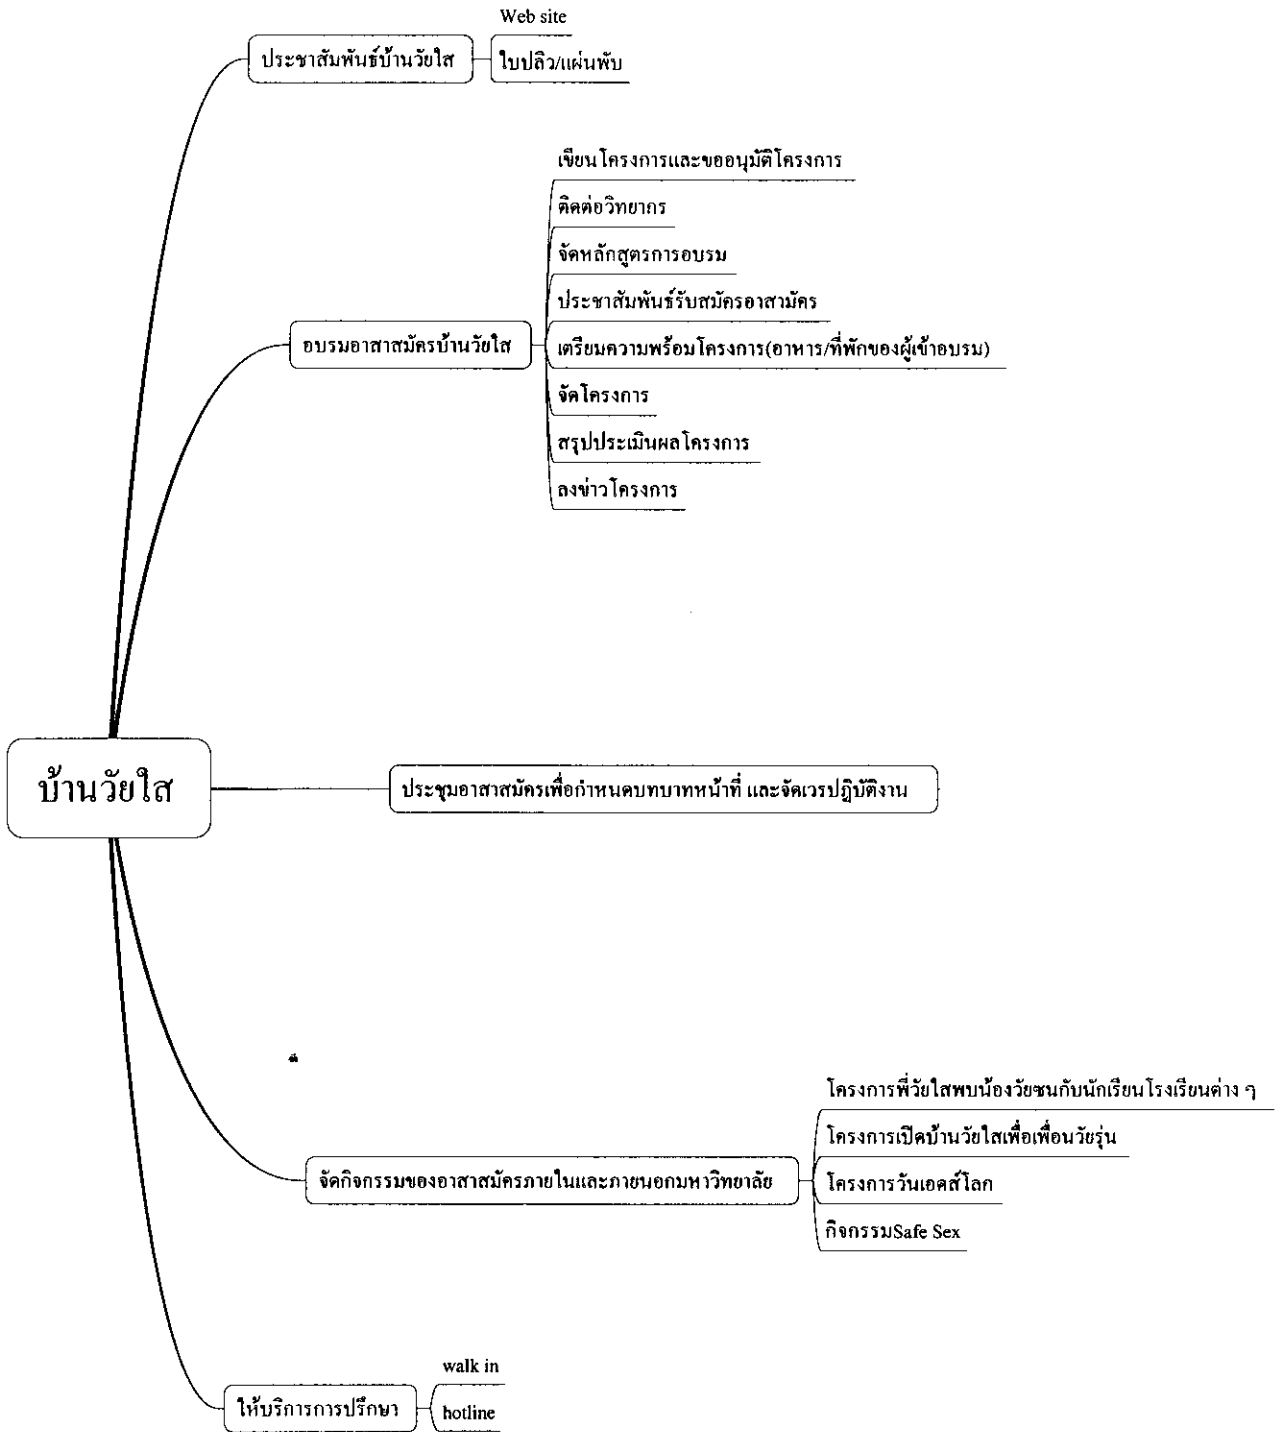 Web site
ประชาสัมพันธ์บ้านวัยใส
ใบปลิว/แผ่นพับ
เขียนโครงการและขออนุมัติโครงการ
ติดต่อวิทยากร
จัดหลักสูตรการอบรม
ประชาสัมพันธ์รับสมัครอาสามัคร
อบรมอาสาสมัครบ้านวัยใส
เตรียมความพร้อมโครงการ(อาหาร/ที่พักของผู้เข้าอบรม)
จัดโครงการ
สรุปประเมินผลโครงการ
ลงข่าวโครงการ
บ้านวัยใส
ประชุมอาสาสมัครเพื่อกำหนดบทบาทหน้าที่ และจัดเวรปฏิบัติงาน
โครงการพี่วัยใสพบน้องวัยซนกับนักเรียนโรงเรียนต่าง ๆ
โครงการเปิดบ้านวัยใสเพื่อเพื่อนวัยรุ่น
จัดกิจกรรมของอาสาสมัครภายในและภายนอกมหาวิทยาลัย
โครงการวันเอดส์โลก
กิจกรรมSafe Sex
walk in
ให้บริการการปรึกษา
hotline